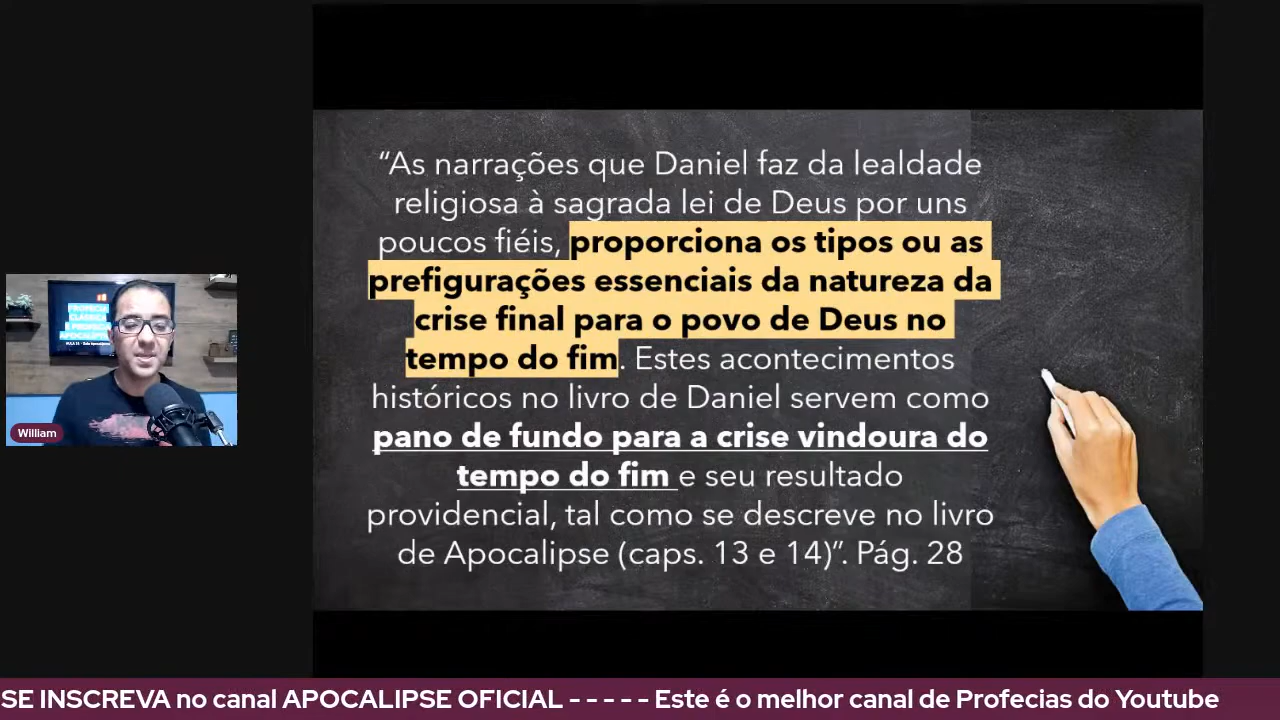 “As narrações que Daniel faz da lealdade
religiosa à sagrada lei de Deus por uns
poucos fiéis, proporciona os tipos ou as
prefigurações essenciais da natureza da
crise final para o povo de Deus no
tempo do fim. Estes acontecimentos
históricos no livro de Daniel servem como
pano de fundo para a crise vindoura do
tempo do fim e seu resultado
providencial, tal como se descreve no livro
de Apocalipse (caps. 13 e 14)”. Pág. 28
PROFECIA
CLÁSSICA
E PROFECIA
APOCALÍPTICA
William
SE INSCREVA no canal APOCALIPSE OFICIAL - - - - - Este é o melhor canal de Profecias do Youtube